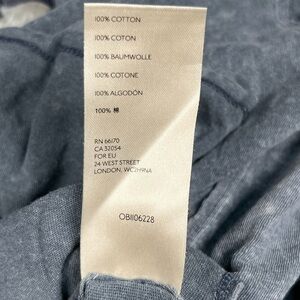 100% COTTON
100% COTON
100% BAUMWOLLE
100% COTONE
100% ALGODÓN
100% 棉
RN 66170
CA 32054
FOR EU
24 WEST STREET
LONDON, WC2H9NA
OBII06228